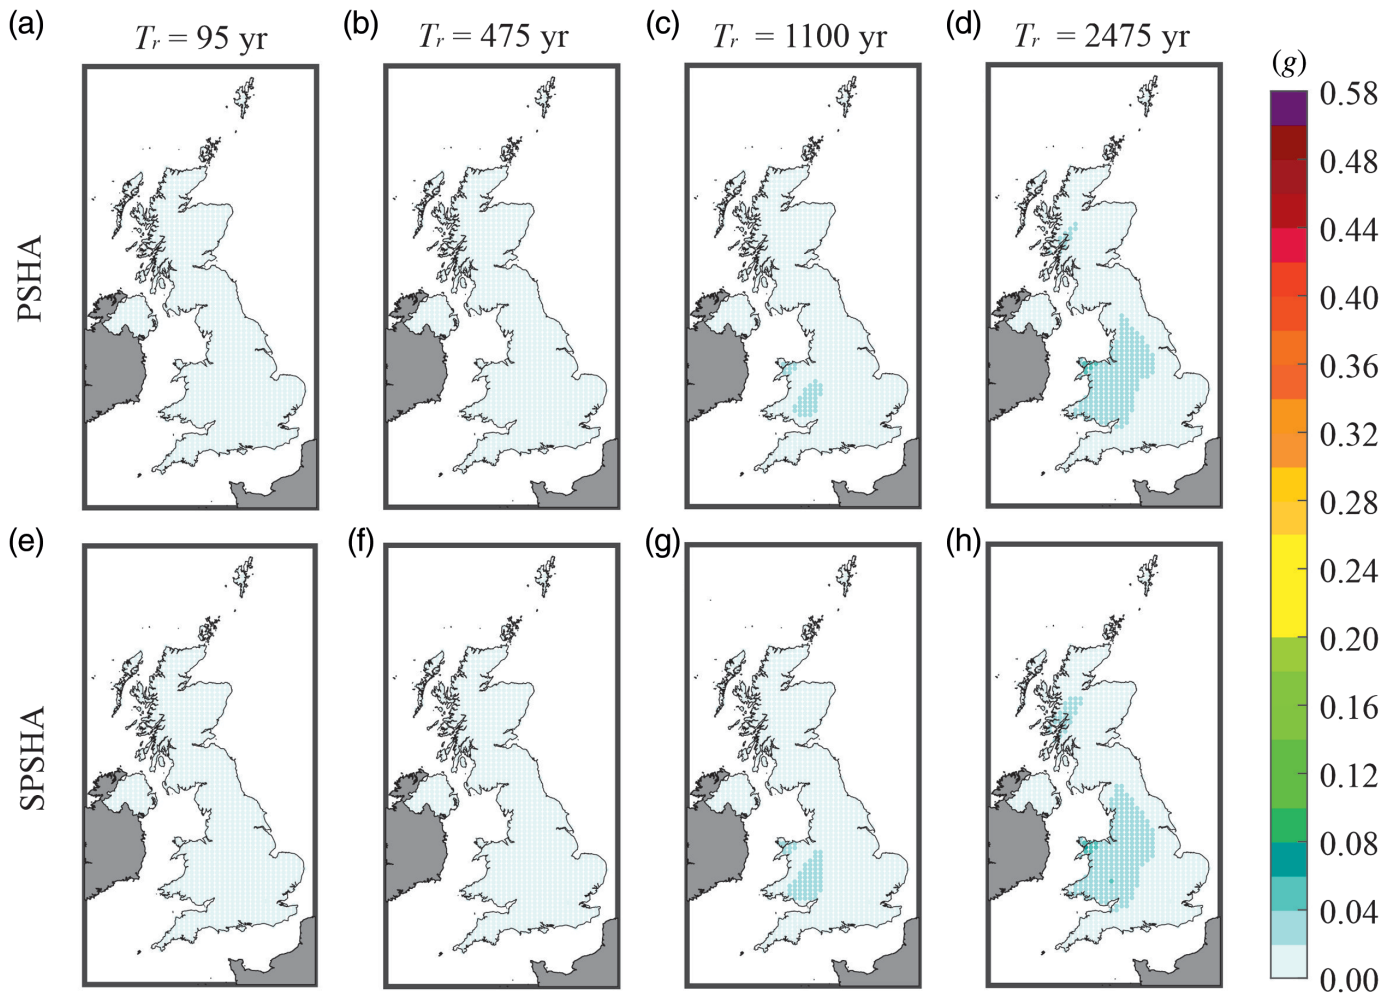 (a) Tr = 95 yr
(b) Tr = 475 yr
(c) Tr = 1100 yr
(d) Tr = 2475 yr
(g)
PSHA
(e)
(f)
(g)
(h)
SPSHA
0.58
0.48
0.44
0.40
0.36
0.32
0.28
0.24
0.20
0.16
0.12
0.08
0.04
0.00